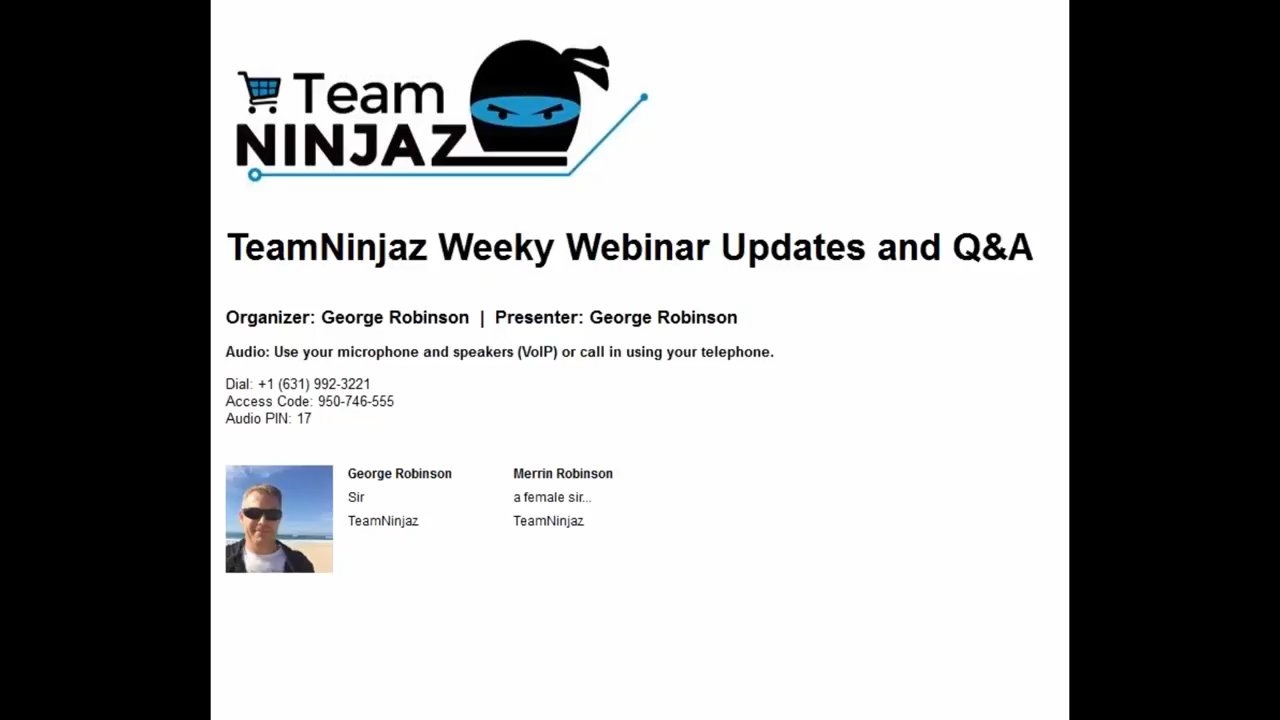 Team
NINJAZ
TeamNinjaz Weeky Webinar Updates and Q&A
Organizer: George Robinson | Presenter: George Robinson
Audio: Use your microphone and speakers (VoIP) or call in using your telephone.
Dial: +1 (631) 992-3221
Access Code: 950-746-555
Audio PIN: 17
George Robinson Merrin Robinson
Sir a female sir...
TeamNinjaz TeamNinjaz